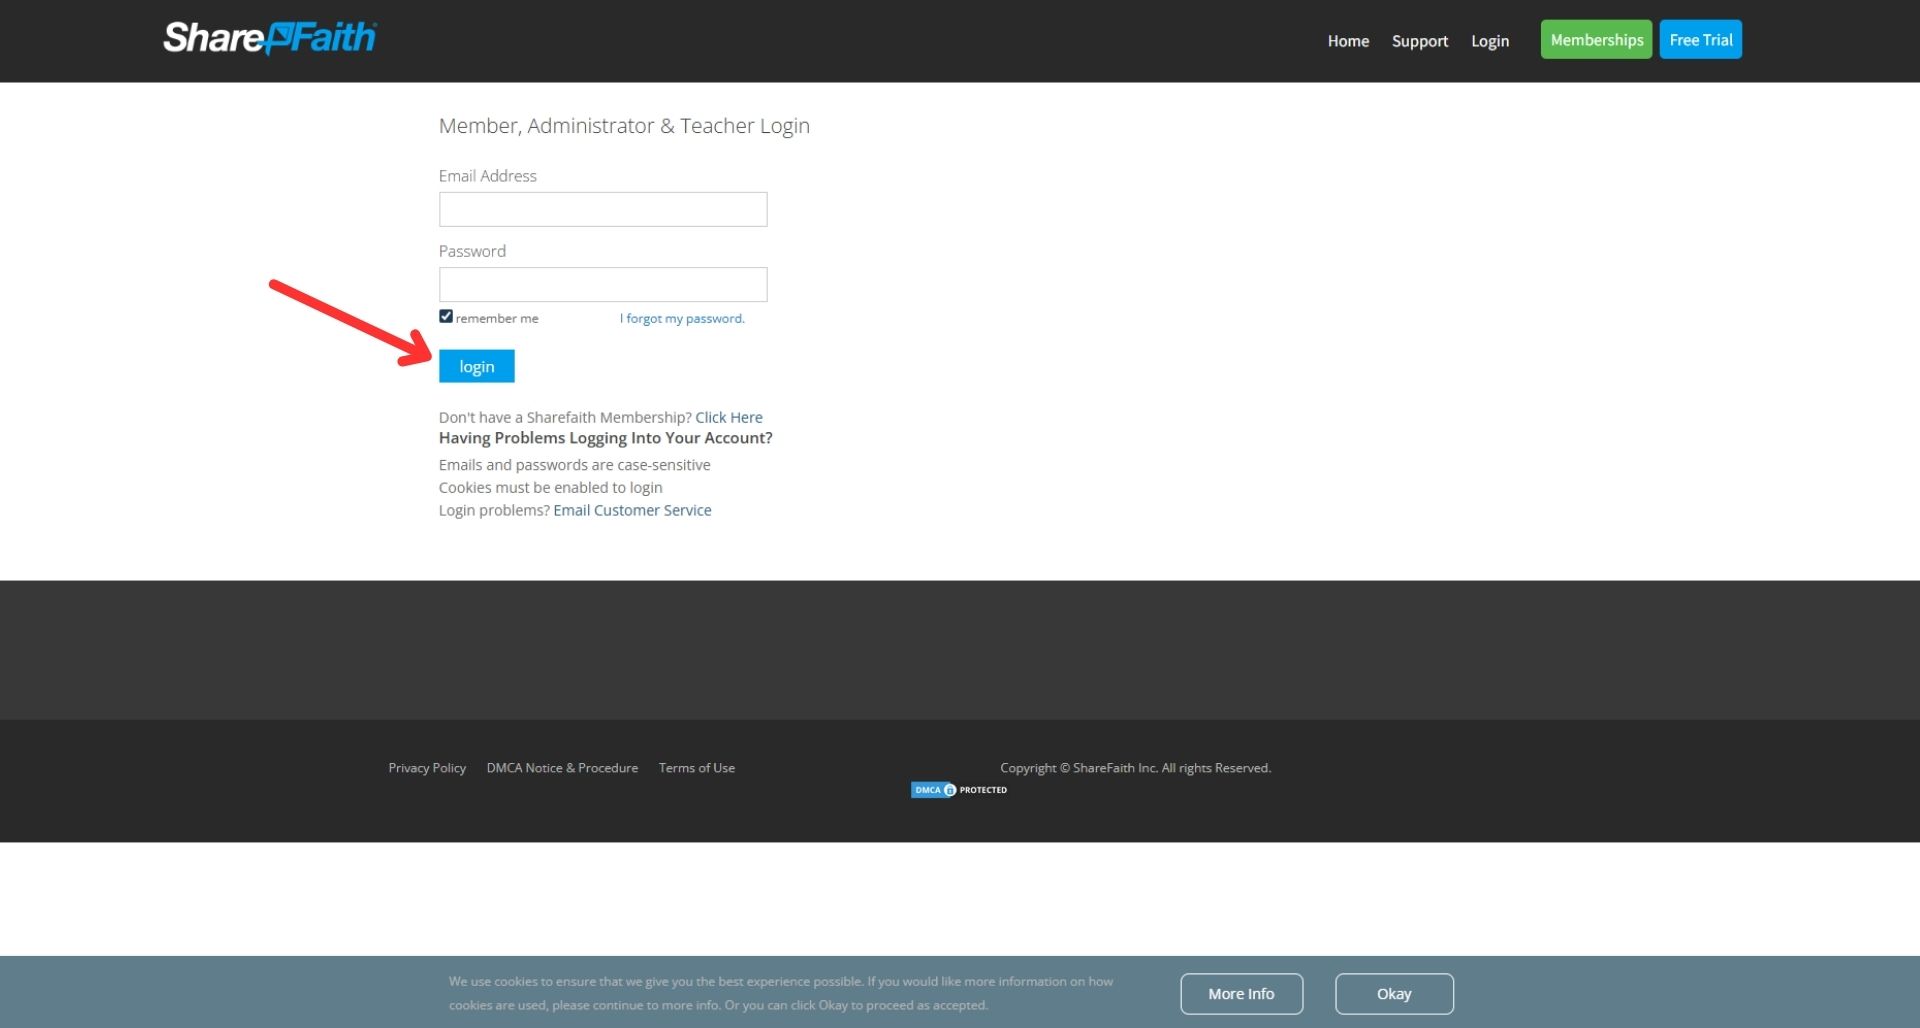 ShareFaith
Home Support Login Memberships Free Trial
Member, Administrator & Teacher Login
Email Address
Password
remember me I forgot my password.
login
Don't have a Sharefaith Membership? Click Here
Having Problems Logging Into Your Account?
Emails and passwords are case-sensitive
Cookies must be enabled to login
Login problems? Email Customer Service
Privacy Policy DMCA Notice & Procedure Terms of Use Copyright © ShareFaith Inc. All rights Reserved.
DMCA PROTECTED
We use cookies to ensure that we give you the best experience possible. If you would like more information on how
cookies are used, please continue to more info. Or you can click Okay to proceed as accepted.
More Info Okay